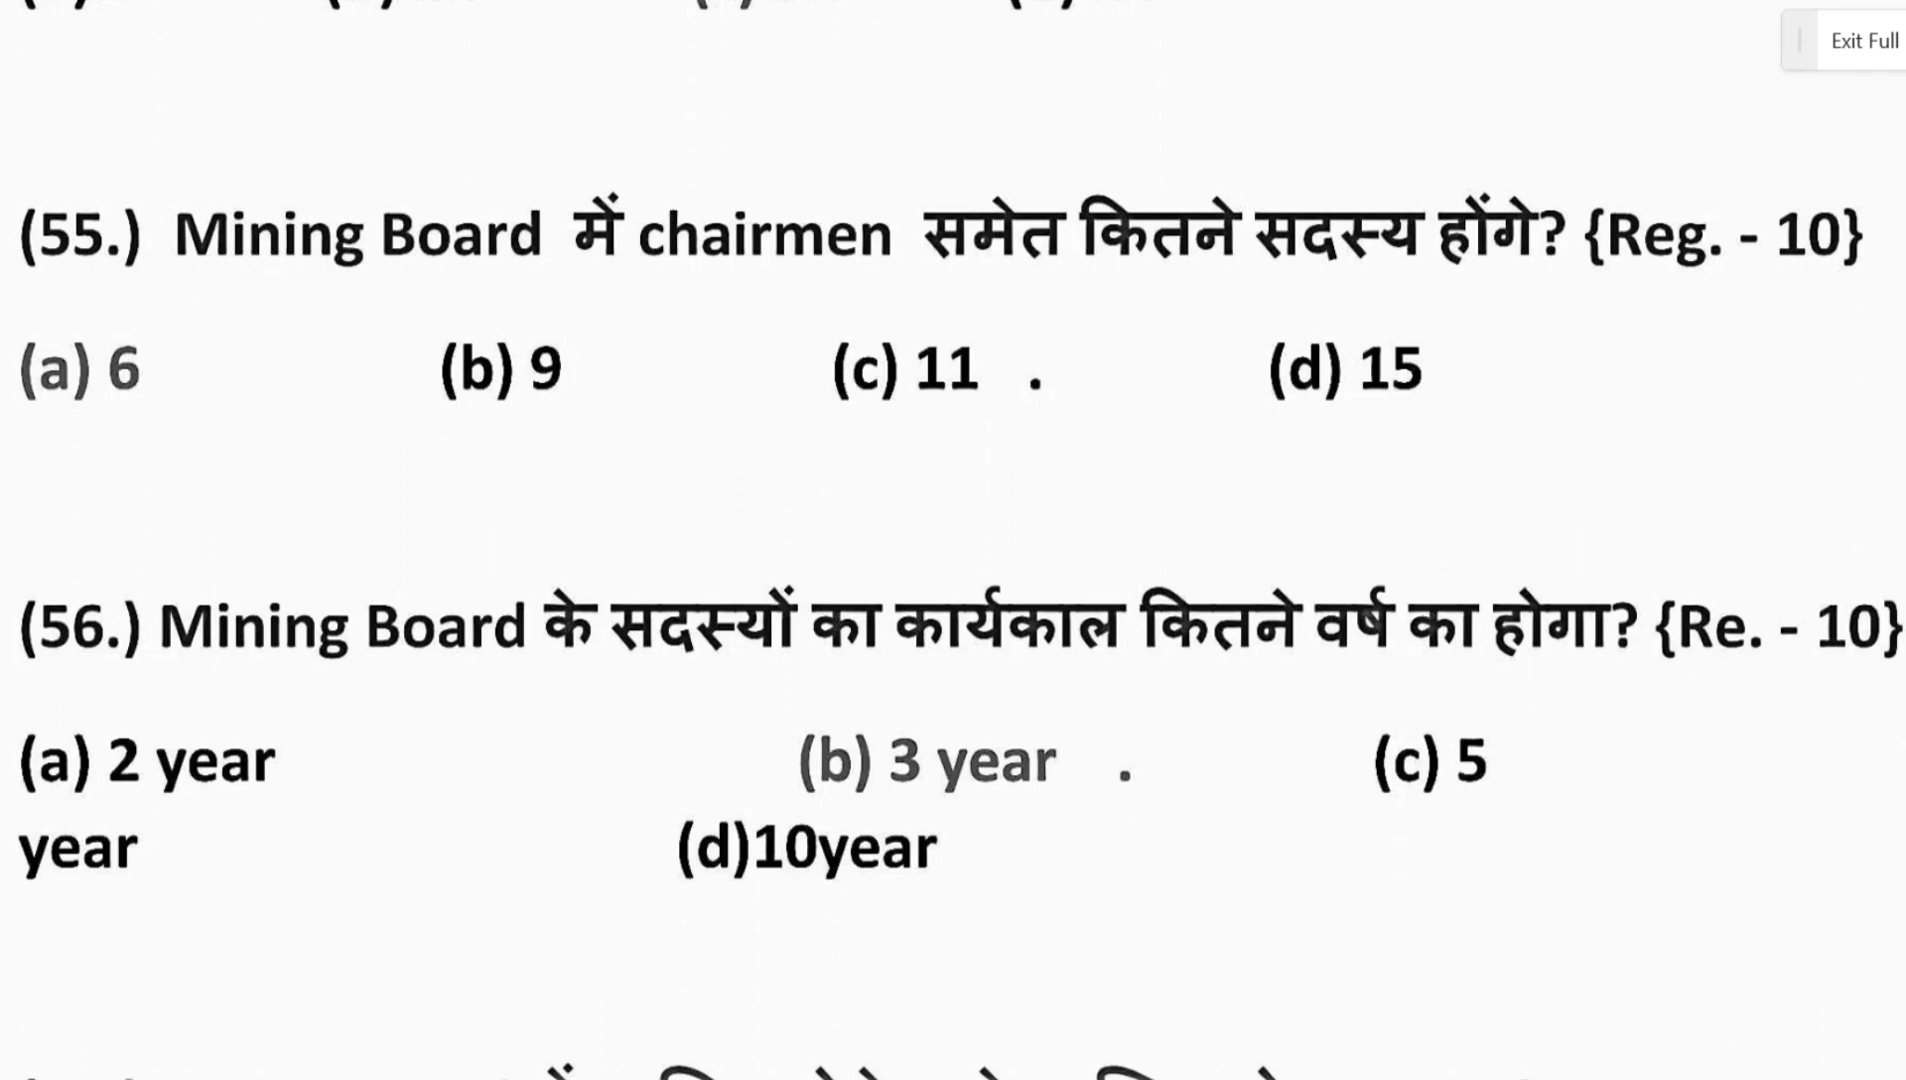 Exit Full
(55.) Mining Board में chairmen समेत कितने सदस्य होंगे? {Reg. - 10}
(a) 6 (b) 9 (c) 11 . (d) 15
(56.) Mining Board के सदस्यों का कार्यकाल कितने वर्ष का होगा? {Re. - 10}
(a) 2 year (b) 3 year . (c) 5
year (d)10year